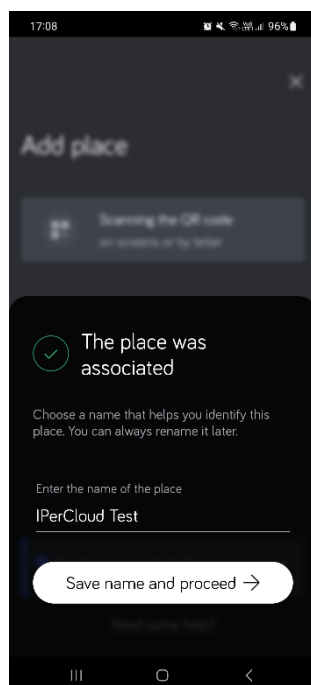 17:08
96%
Add place
Scanning the QR code
on screens or by letter
The place was
associated
Choose a name that helps you identify this
place. You can always rename it later.
Enter the name of the place
IPerCloud Test
Save name and proceed →
Need some help?